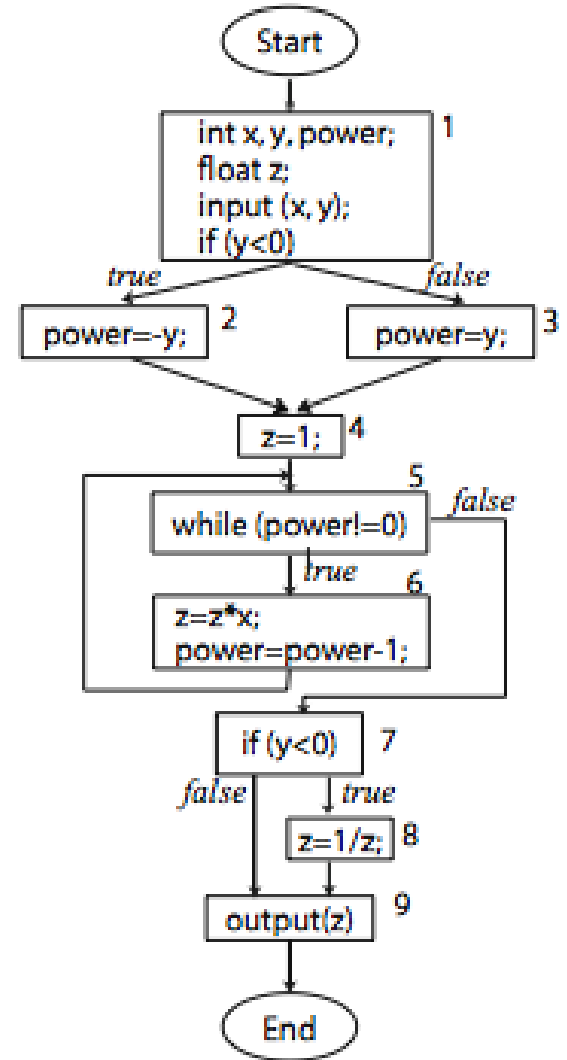 Start
int x, y, power; 1
float z;
input (x, y);
if (y<0)
true false
power=-y; 2 power=y; 3
z=1; 4
5
while (power!=0) false
true 6
z=z*x;
power=power-1;
if (y<0) 7
false true
z=1/z; 8
9
output(z)
End